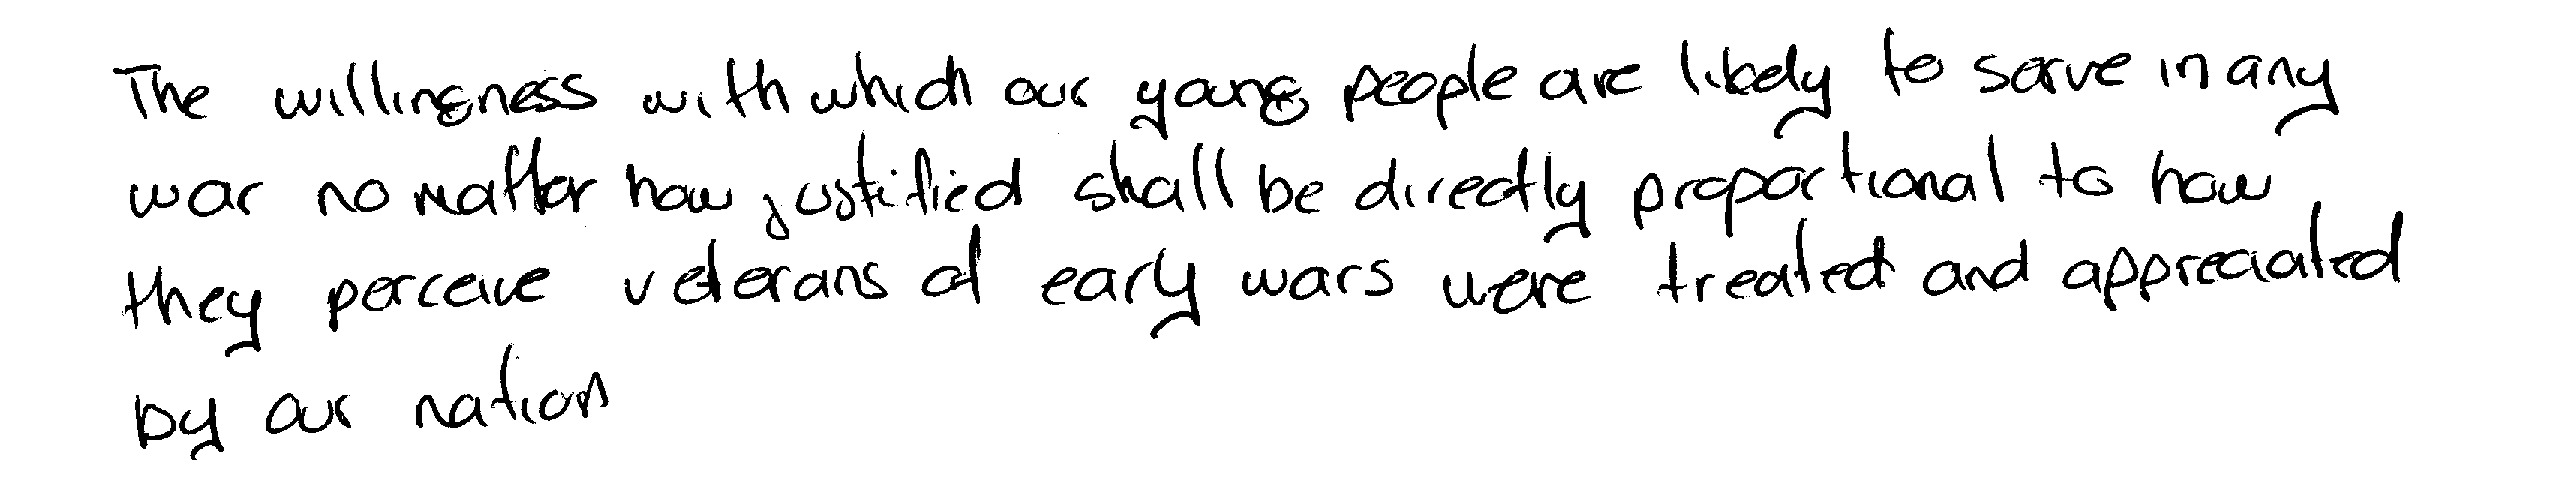 The willingness with which our young people are likely to serve in any
war no matter how justified shall be directly proportional to how
they perceive veterans of early wars were treated and appreciated
by our nation